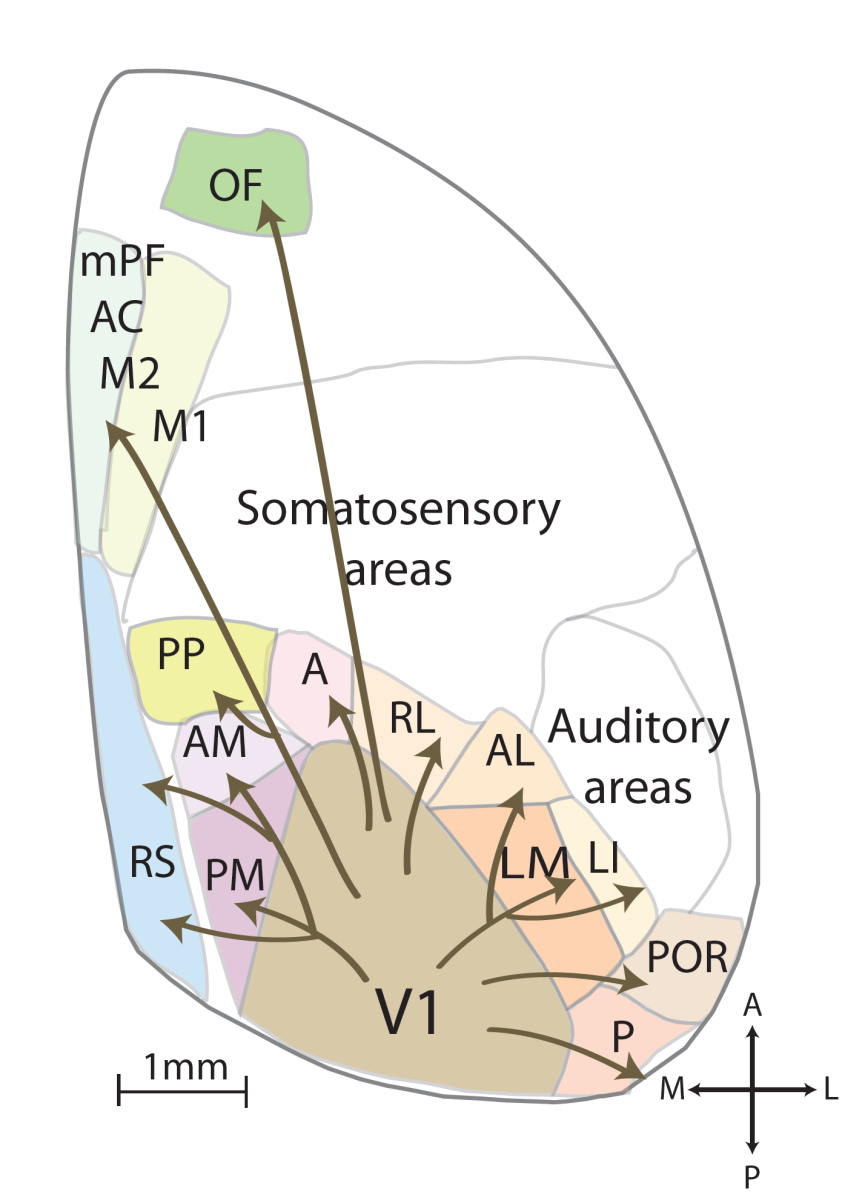 OF
mPF
AC
M2
M1
Somatosensory
areas
PP
A
RL
AM
AL
Auditory
areas
RS
PM
LM
LI
POR
V1
P
1mm
A
M
L
P